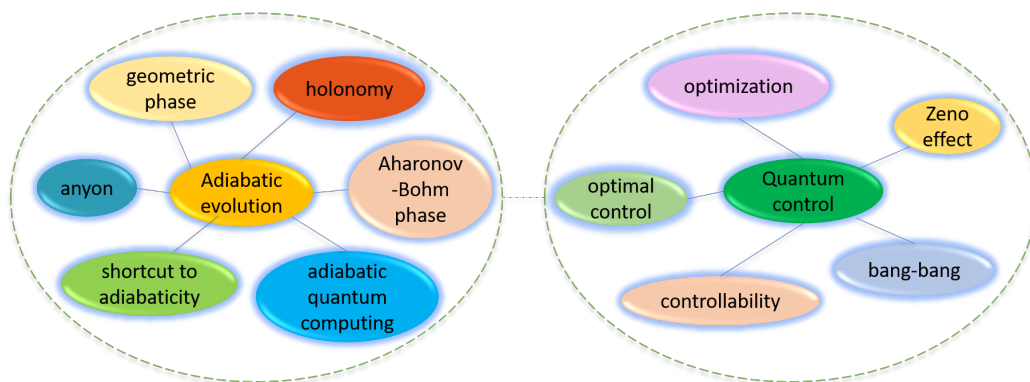 geometric
phase
holonomy
anyon
Adiabatic
evolution
Aharonov
-Bohm
phase
shortcut to
adiabaticity
adiabatic
quantum
computing
optimization
Zeno
effect
optimal
control
Quantum
control
bang-bang
controllability